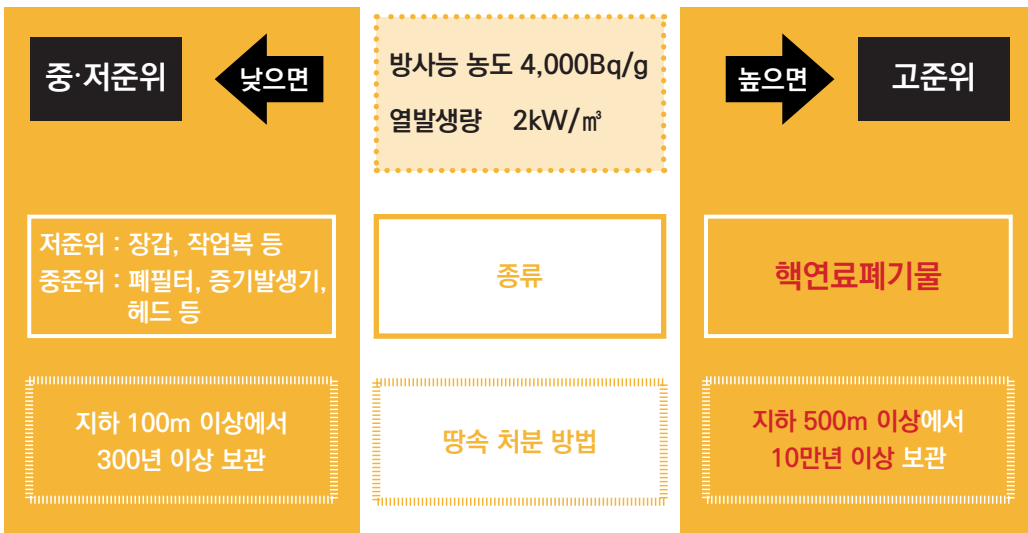 중·저준위
낮으면
방사능 농도 4,000Bq/g
열발생량 2kW/㎥
높으면
고준위
저준위 : 장갑, 작업복 등
중준위 : 폐필터, 증기발생기,
헤드 등
종류
핵연료폐기물
지하 100m 이상에서
300년 이상 보관
땅속 처분 방법
지하 500m 이상에서
10만년 이상 보관